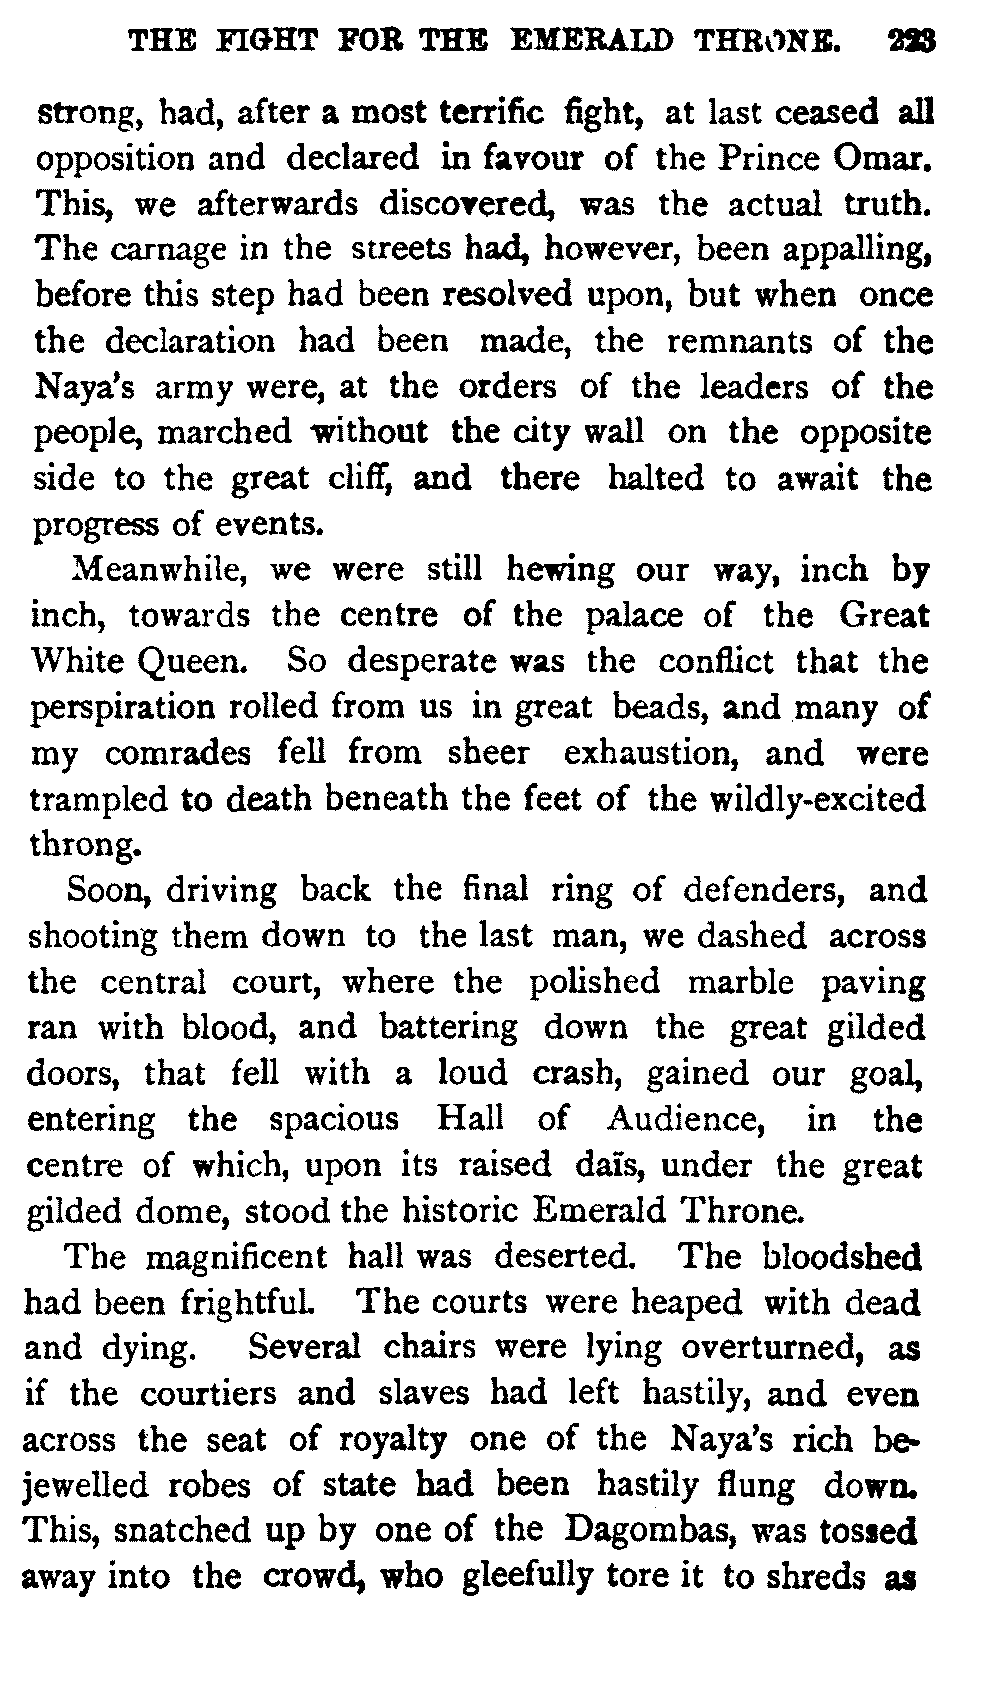 THE FIGHT FOR THE EMERALD THRONE. 223
strong, had, after a most terrific fight, at last ceased all
opposition and declared in favour of the Prince Omar.
This, we afterwards discovered, was the actual truth.
The carnage in the streets had, however, been appalling,
before this step had been resolved upon, but when once
the declaration had been made, the remnants of the
Naya's army were, at the orders of the leaders of the
people, marched without the city wall on the opposite
side to the great cliff, and there halted to await the
progress of events.
Meanwhile, we were still hewing our way, inch by
inch, towards the centre of the palace of the Great
White Queen. So desperate was the conflict that the
perspiration rolled from us in great beads, and many of
my comrades fell from sheer exhaustion, and were
trampled to death beneath the feet of the wildly-excited
throng.
Soon, driving back the final ring of defenders, and
shooting them down to the last man, we dashed across
the central court, where the polished marble paving
ran with blood, and battering down the great gilded
doors, that fell with a loud crash, gained our goal,
entering the spacious Hall of Audience, in the
centre of which, upon its raised daïs, under the great
gilded dome, stood the historic Emerald Throne.
The magnificent hall was deserted. The bloodshed
had been frightful. The courts were heaped with dead
and dying. Several chairs were lying overturned, as
if the courtiers and slaves had left hastily, and even
across the seat of royalty one of the Naya's rich be-
jewelled robes of state had been hastily flung down.
This, snatched up by one of the Dagombas, was tossed
away into the crowd, who gleefully tore it to shreds as